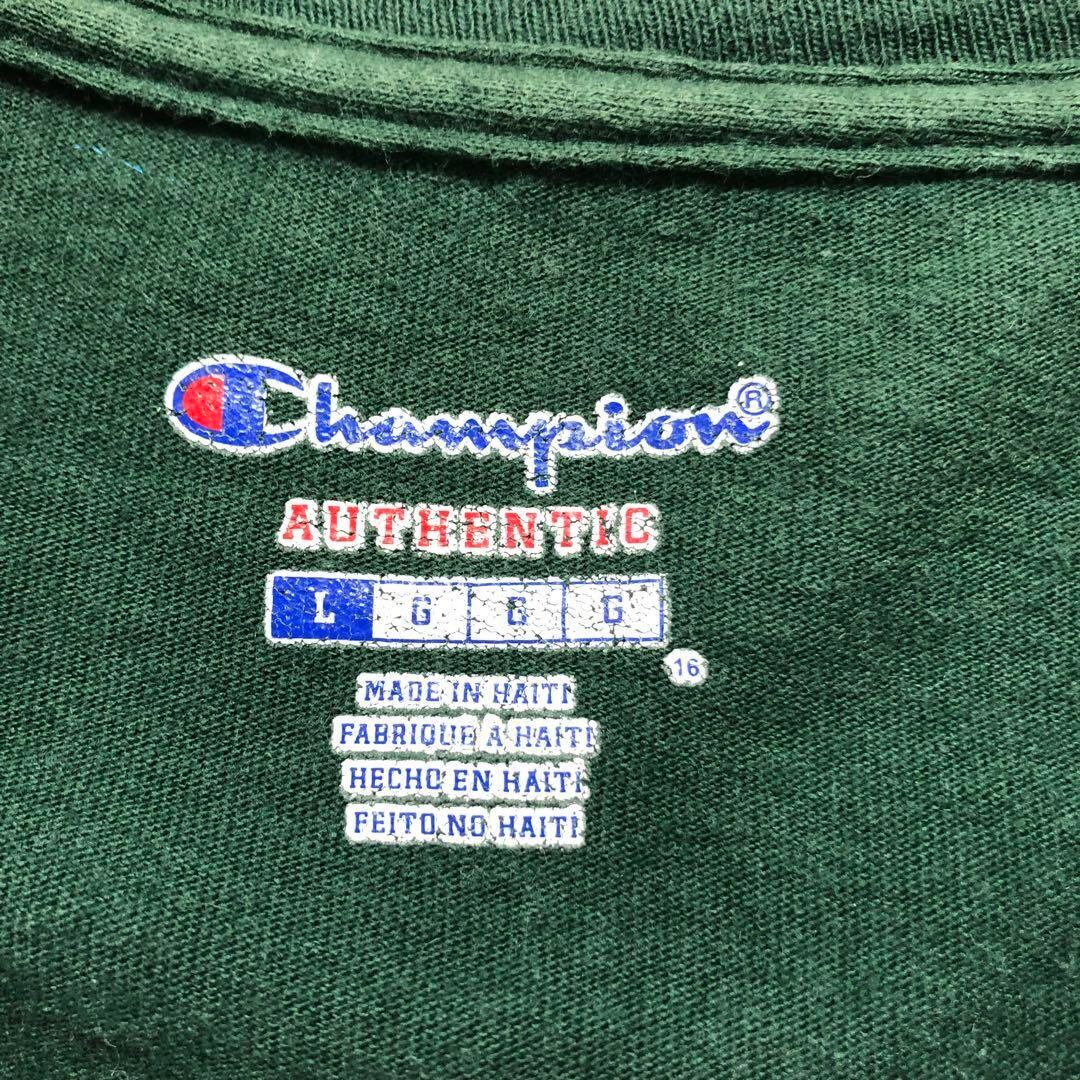 Champion®
AUTHENTIC
L G G G
16
MADE IN HAITI
FABRIQUE A HAITI
HECHO EN HAITI
FEITO NO HAITI